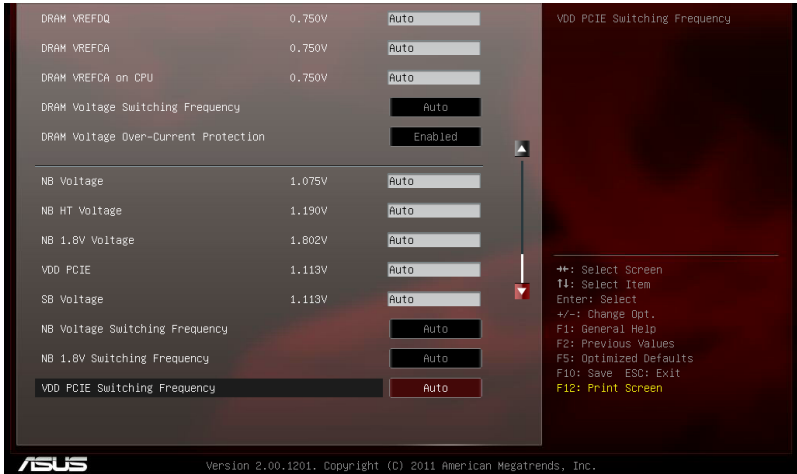 DRAM VREFDQ 0.750V Auto
DRAM VREFCA 0.750V Auto
DRAM VREFCA on CPU 0.750V Auto
DRAM Voltage Switching Frequency Auto
DRAM Voltage Over-Current Protection Enabled
NB Voltage 1.075V Auto
NB HT Voltage 1.190V Auto
NB 1.8V Voltage 1.802V Auto
VDD PCIE 1.113V Auto
SB Voltage 1.113V Auto
NB Voltage Switching Frequency Auto
NB 1.8V Switching Frequency Auto
VDD PCIE Switching Frequency Auto
VDD PCIE Switching Frequency
→←: Select Screen
↑↓: Select Item
Enter: Select
+/-: Change Opt.
F1: General Help
F2: Previous Values
F5: Optimized Defaults
F10: Save ESC: Exit
F12: Print Screen
ASUS
Version 2.00.1201. Copyright (C) 2011 American Megatrends, Inc.